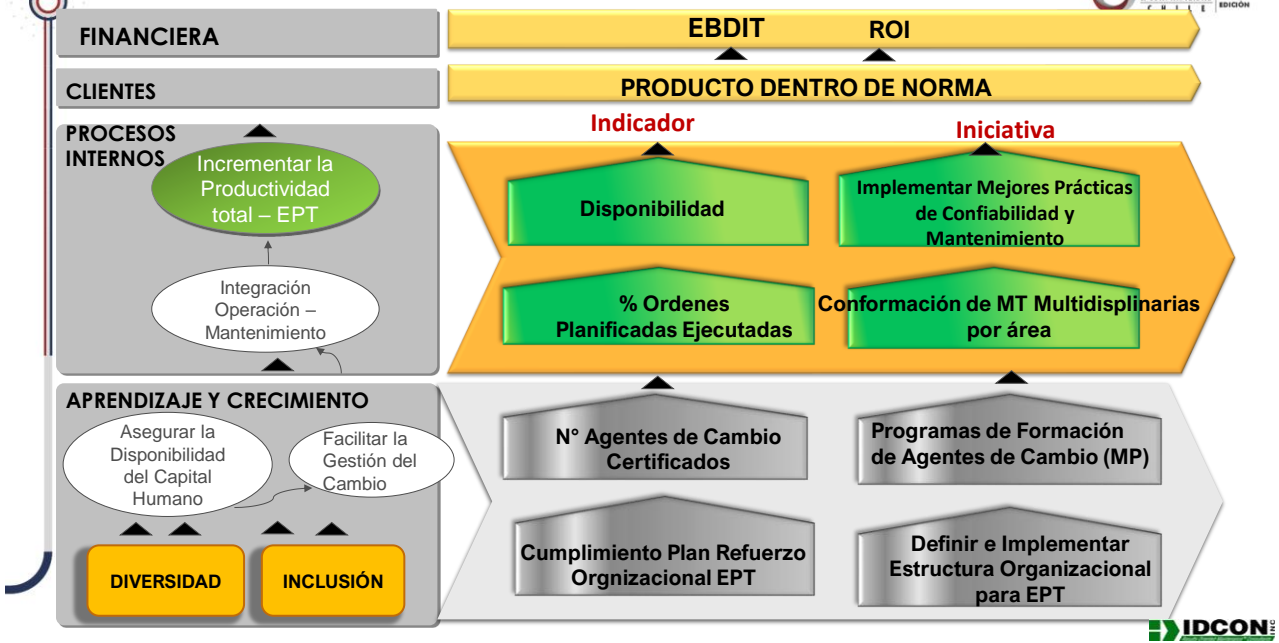 CHILE
EDICIÓN
FINANCIERA
EBDIT
ROI
CLIENTES
PRODUCTO DENTRO DE NORMA
PROCESOS
INTERNOS
Indicador
Iniciativa
Incrementar la
Productividad
total – EPT
Disponibilidad
Implementar Mejores Prácticas
de Confiabilidad y
Mantenimiento
Integración
Operación –
Mantenimiento
% Ordenes
Planificadas Ejecutadas
Conformación de MT Multidisplinarias
por área
APRENDIZAJE Y CRECIMIENTO
Asegurar la
Disponibilidad
del Capital
Humano
Facilitar la
Gestión del
Cambio
N° Agentes de Cambio
Certificados
Programas de Formación
de Agentes de Cambio (MP)
DIVERSIDAD
INCLUSIÓN
Cumplimiento Plan Refuerzo
Orgnizacional EPT
Definir e Implementar
Estructura Organizacional
para EPT
IDCON INC